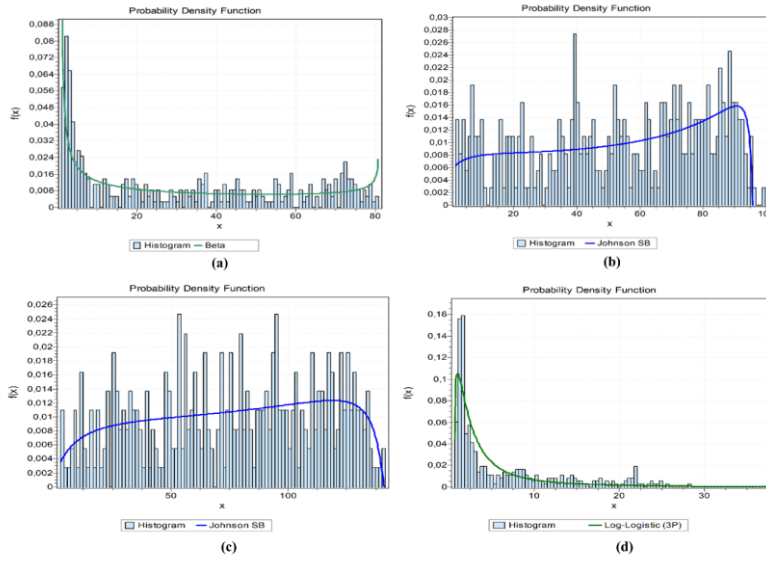 Probability Density Function
0,088
0,08
0,072
0,064
0,056
0,048
0,04
0,032
0,024
0,016
0,008
0
f(x)
20 40 60 80
x
Histogram Beta
(a)
Probability Density Function
0,03
0,028
0,026
0,024
0,022
0,02
0,018
0,016
0,014
0,012
0,01
0,008
0,006
0,004
0,002
0
f(x)
20 40 60 80
x
Histogram Johnson SB
(b)
Probability Density Function
0,026
0,024
0,022
0,02
0,018
0,016
0,014
0,012
0,01
0,008
0,006
0,004
0,002
0
f(x)
50 100
x
Histogram Johnson SB
(c)
Probability Density Function
0,16
0,14
0,12
0,1
0,08
0,06
0,04
0,02
0
f(x)
10 20 30
x
Histogram Log-Logistic (3P)
(d)